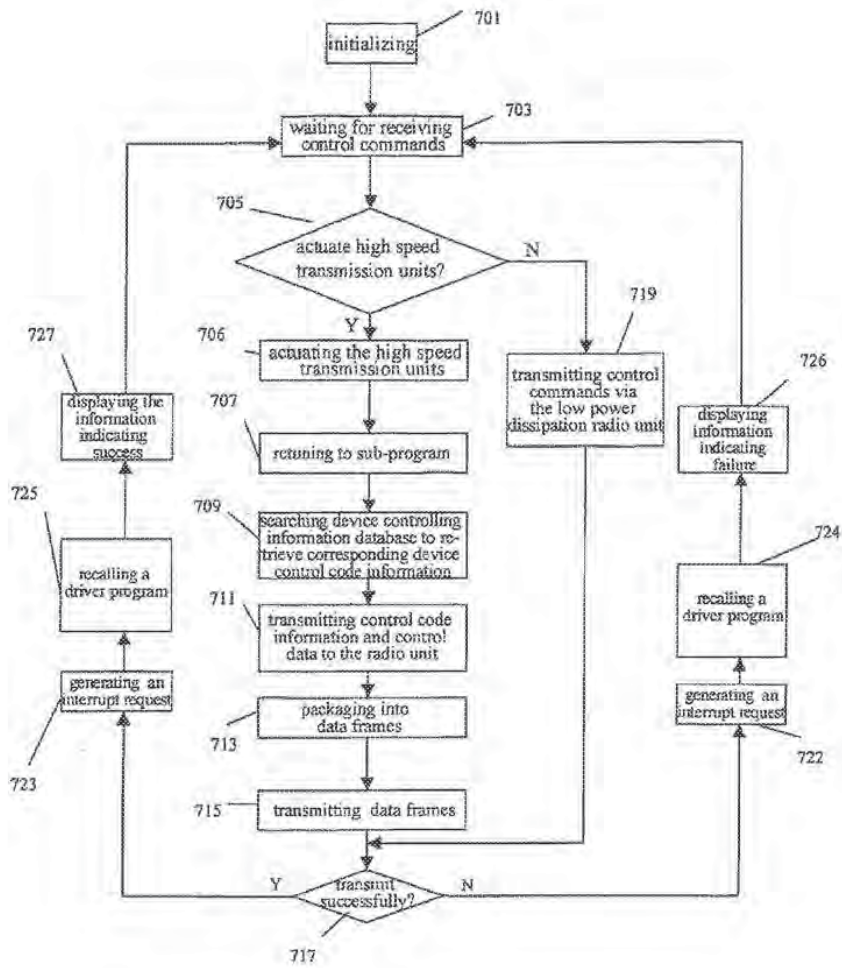 701
initializing
703
waiting for receiving
control commands
705
actuate high speed
transmission units?
N
Y
719
706
actuating the high speed
transmission units
transmitting control
commands via
the low power
dissipation radio unit
727
displaying the
information
indicating
success
726
displaying
information
indicating
failure
707
retuning to sub-program
709
searching device controlling
information database to re-
trieve corresponding device
control code information
725
recalling a
driver program
724
recalling a
driver program
711
transmitting control code
information and control
data to the radio unit
generating an
interrupt request
723
generating an
interrupt request
722
packaging into
data frames
713
715
transmitting data frames
Y
transmit
successfully?
N
717